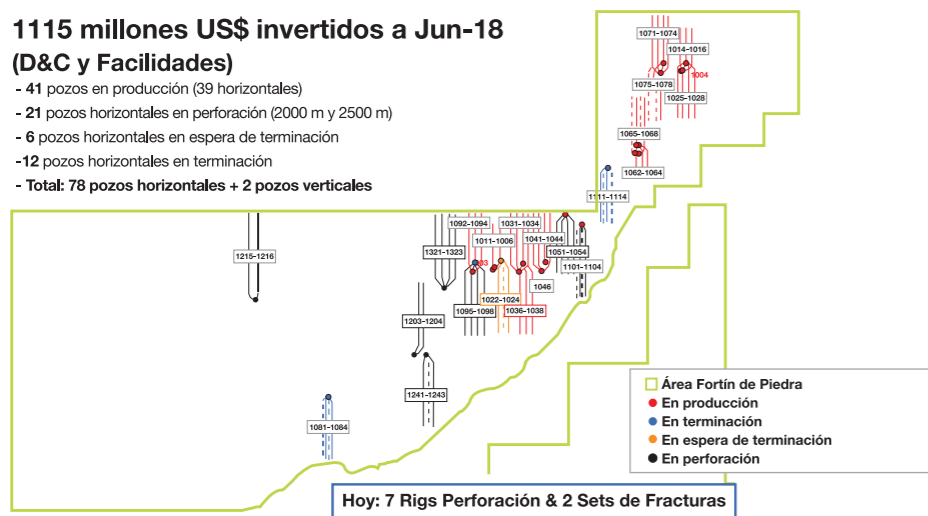 1115 millones US$ invertidos a Jun-18
(D&C y Facilidades)
- 41 pozos en producción (39 horizontales)
- 21 pozos horizontales en perforación (2000 m y 2500 m)
- 6 pozos horizontales en espera de terminación
-12 pozos horizontales en terminación
- Total: 78 pozos horizontales + 2 pozos verticales
1071-1074
1014-1016
1004
1075-1078
1025-1028
1065-1068
1062-1064
1111-1114
1215-1216
1092-1094
1031-1034
1321-1323
1011-1006
1041-1044
1051-1054
1101-1104
1046
1022-1024
1095-1098
1036-1038
1203-1204
1241-1243
1081-1084
Área Fortín de Piedra
En producción
En terminación
En espera de terminación
En perforación
Hoy: 7 Rigs Perforación & 2 Sets de Fracturas